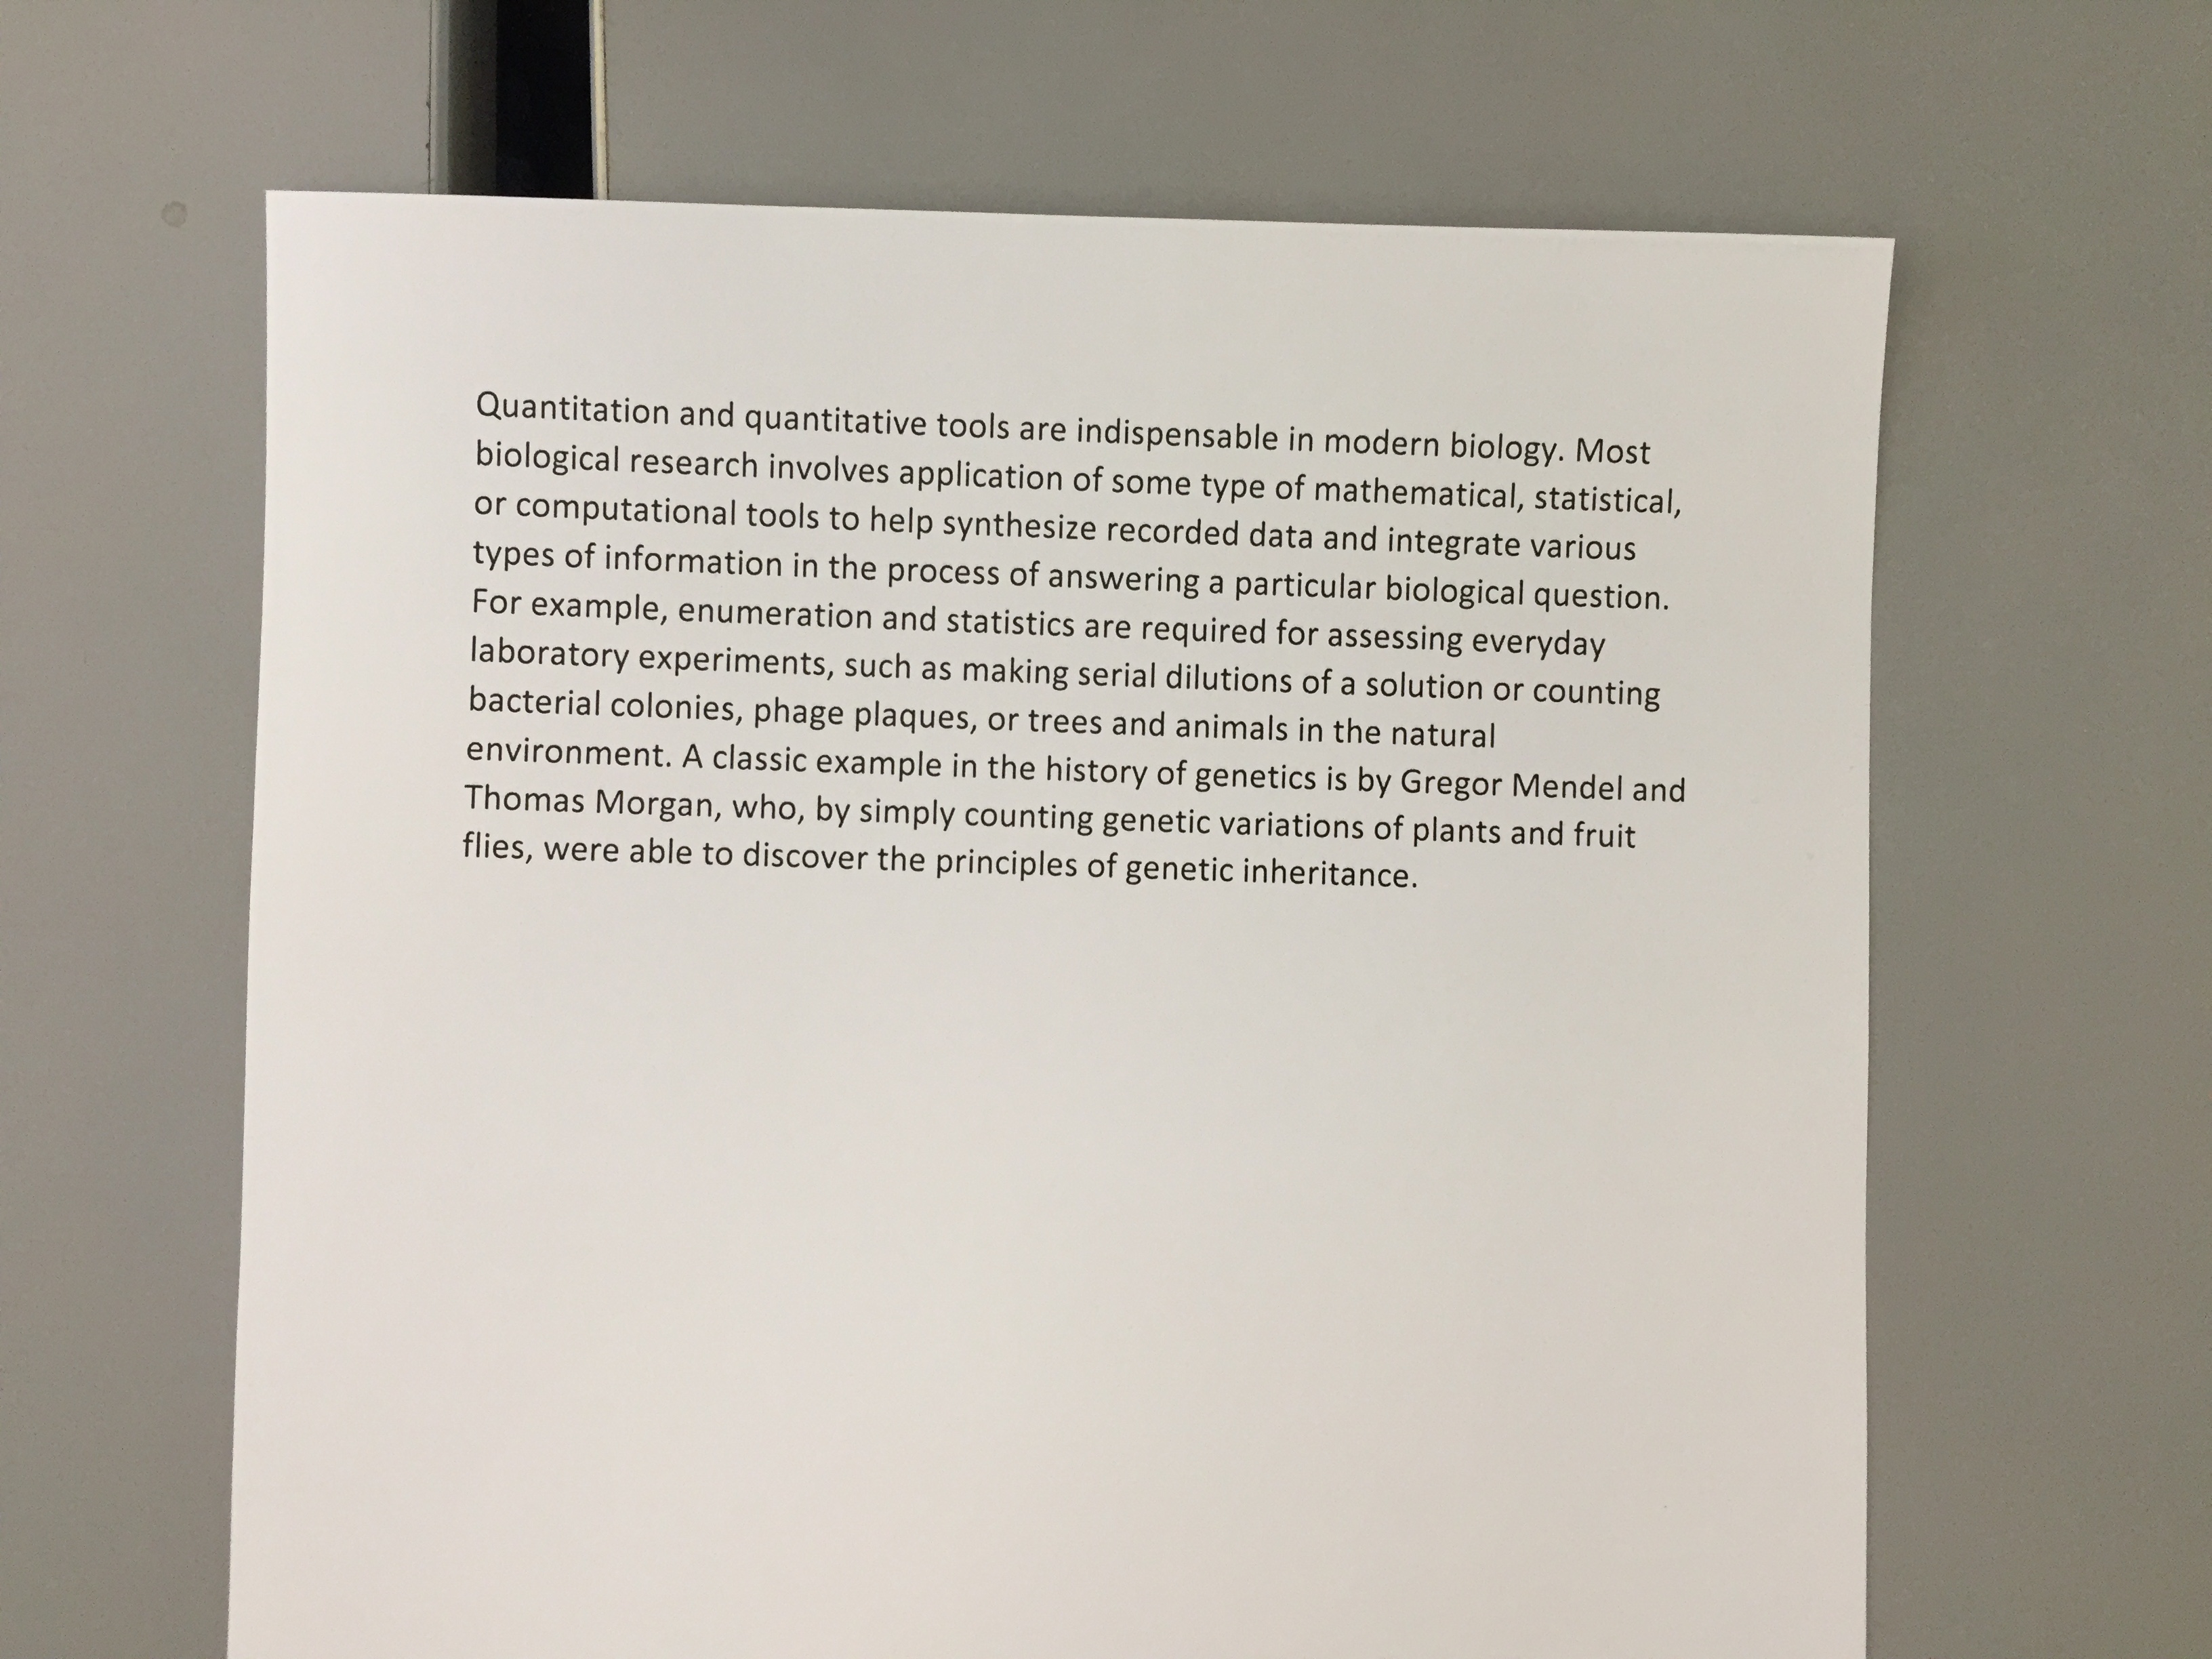 Quantitation and quantitative tools are indispensable in modern biology. Most
biological research involves application of some type of mathematical, statistical,
or computational tools to help synthesize recorded data and integrate various
types of information in the process of answering a particular biological question.
For example, enumeration and statistics are required for assessing everyday
laboratory experiments, such as making serial dilutions of a solution or counting
bacterial colonies, phage plaques, or trees and animals in the natural
environment. A classic example in the history of genetics is by Gregor Mendel and
Thomas Morgan, who, by simply counting genetic variations of plants and fruit
flies, were able to discover the principles of genetic inheritance.